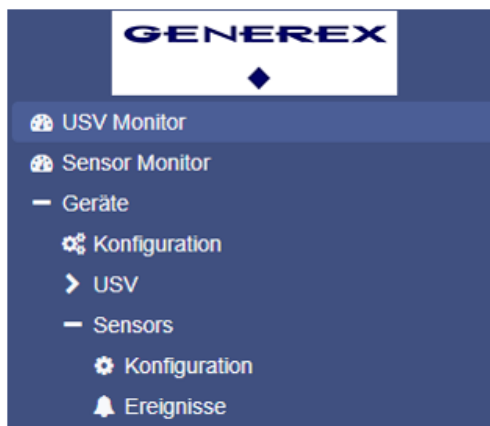 GENEREX
USV Monitor
Sensor Monitor
Geräte
Konfiguration
USV
Sensors
Konfiguration
Ereignisse